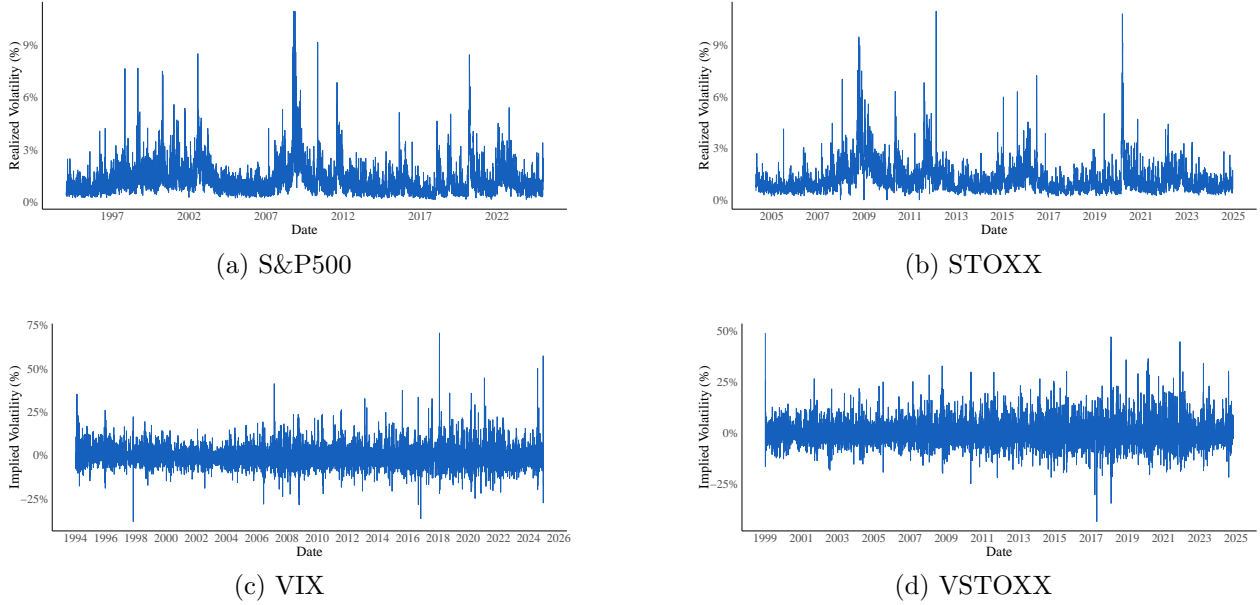 Realized Volatility (%)
9%
6%
3%
0%
1997 2002 2007 2012 2017 2022
Date
(a) S&P500
Realized Volatility (%)
9%
6%
3%
0%
2005 2007 2009 2011 2013 2015 2017 2019 2021 2023 2025
Date
(b) STOXX
Implied Volatility (%)
75%
50%
25%
0%
−25%
1994 1996 1998 2000 2002 2004 2006 2008 2010 2012 2014 2016 2018 2020 2022 2024 2026
Date
(c) VIX
Implied Volatility (%)
50%
25%
0%
−25%
1999 2001 2003 2005 2007 2009 2011 2013 2015 2017 2019 2021 2023 2025
Date
(d) VSTOXX